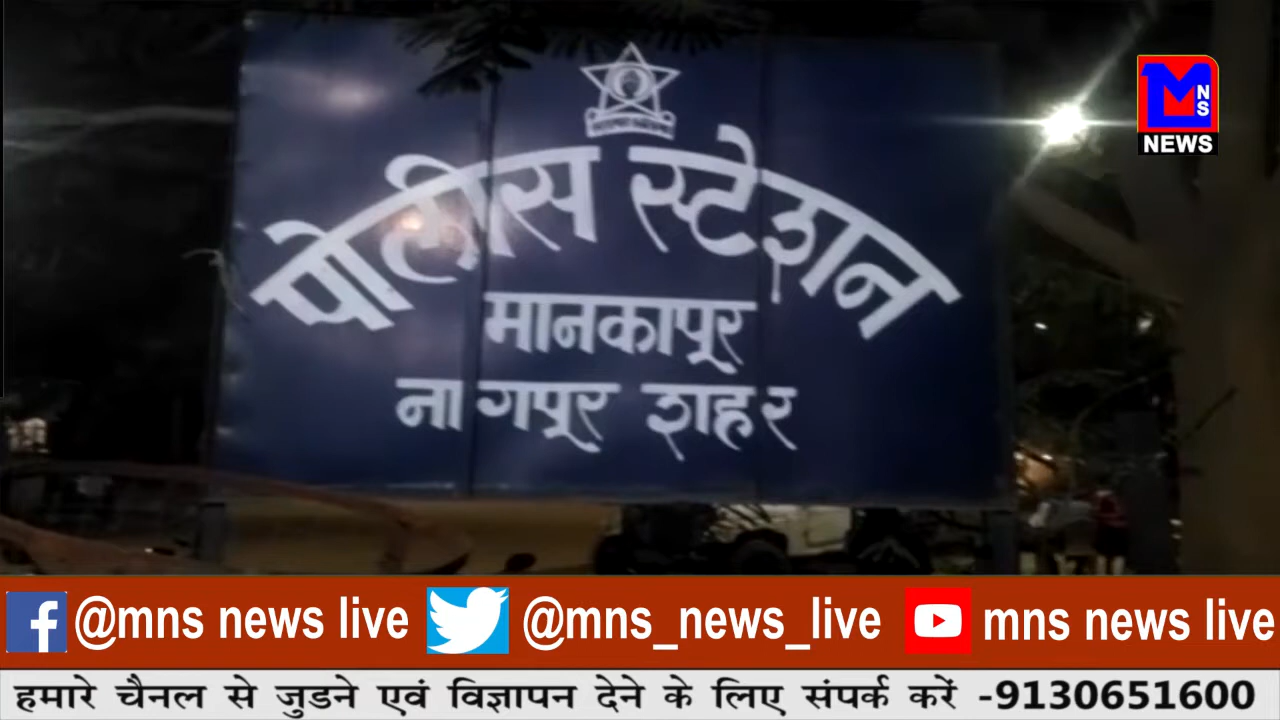 MNS
NEWS
पोलीस स्टेशन
मानकापूर
नागपूर शहर
@mns news live @mns_news_live mns news live
हमारे चैनल से जुडने एवं विज्ञापन देने के लिए संपर्क करें -9130651600